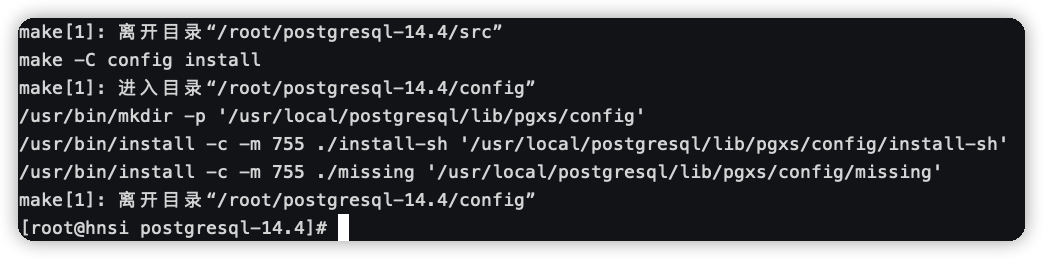 make[1]: 离开目录“/root/postgresql-14.4/src”
make -C config install
make[1]: 进入目录“/root/postgresql-14.4/config”
/usr/bin/mkdir -p '/usr/local/postgresql/lib/pgxs/config'
/usr/bin/install -c -m 755 ./install-sh '/usr/local/postgresql/lib/pgxs/config/install-sh'
/usr/bin/install -c -m 755 ./missing '/usr/local/postgresql/lib/pgxs/config/missing'
make[1]: 离开目录“/root/postgresql-14.4/config”
[root@hnsi postgresql-14.4]#